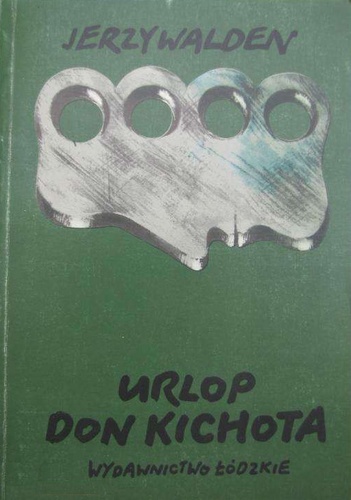 JERZY WALDEN
URLOP
DON KICHOTA
WYDAWNICTWO ŁÓDZKIE